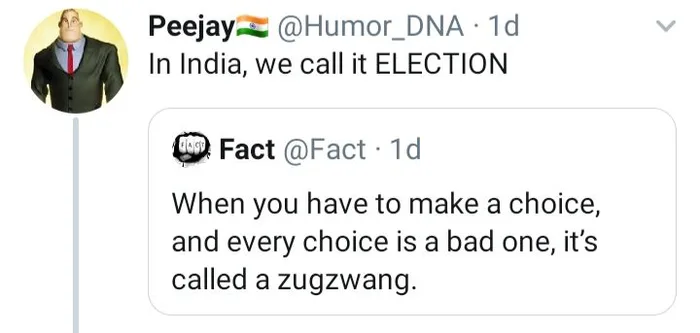 Peejay🇮🇳 @Humor_DNA · 1d
In India, we call it ELECTION
FACT
Fact @Fact · 1d
When you have to make a choice,
and every choice is a bad one, it's
called a zugzwang.